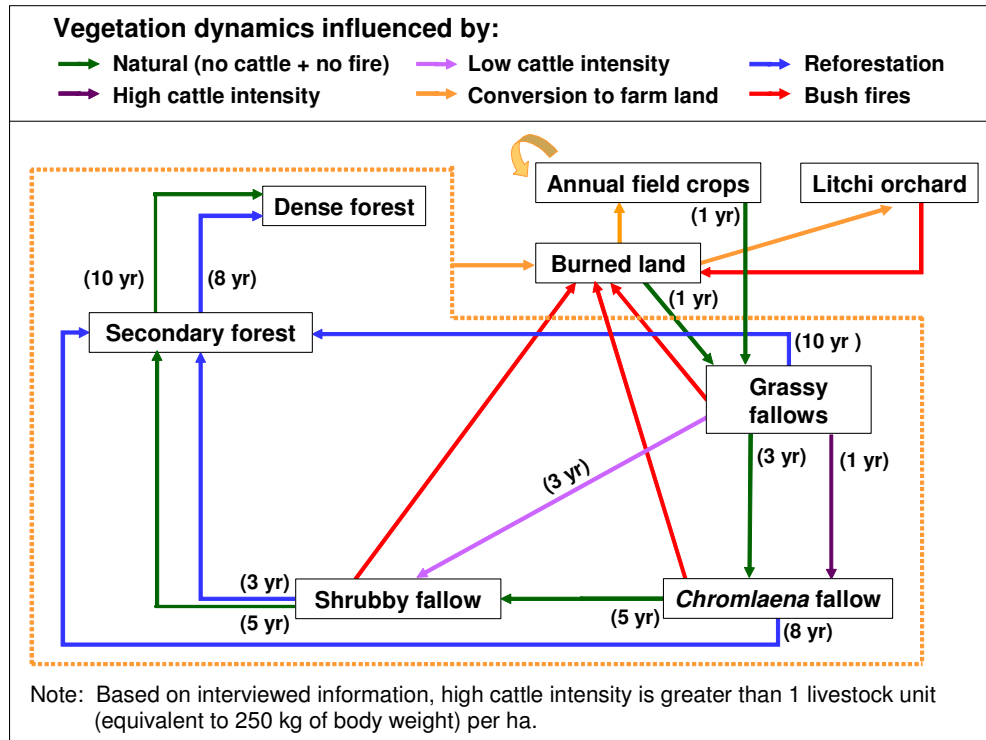 Vegetation dynamics influenced by:
Natural (no cattle + no fire)
Low cattle intensity
Reforestation
High cattle intensity
Conversion to farm land
Bush fires
Annual field crops
Litchi orchard
Dense forest
(1 yr)
Burned land
(10 yr)
(8 yr)
(1 yr)
Secondary forest
(10 yr )
Grassy
fallows
(3 yr)
(1 yr)
(3 yr)
(3 yr)
Shrubby fallow
Chromlaena fallow
(5 yr)
(5 yr)
(8 yr)
Note: Based on interviewed information, high cattle intensity is greater than 1 livestock unit
(equivalent to 250 kg of body weight) per ha.